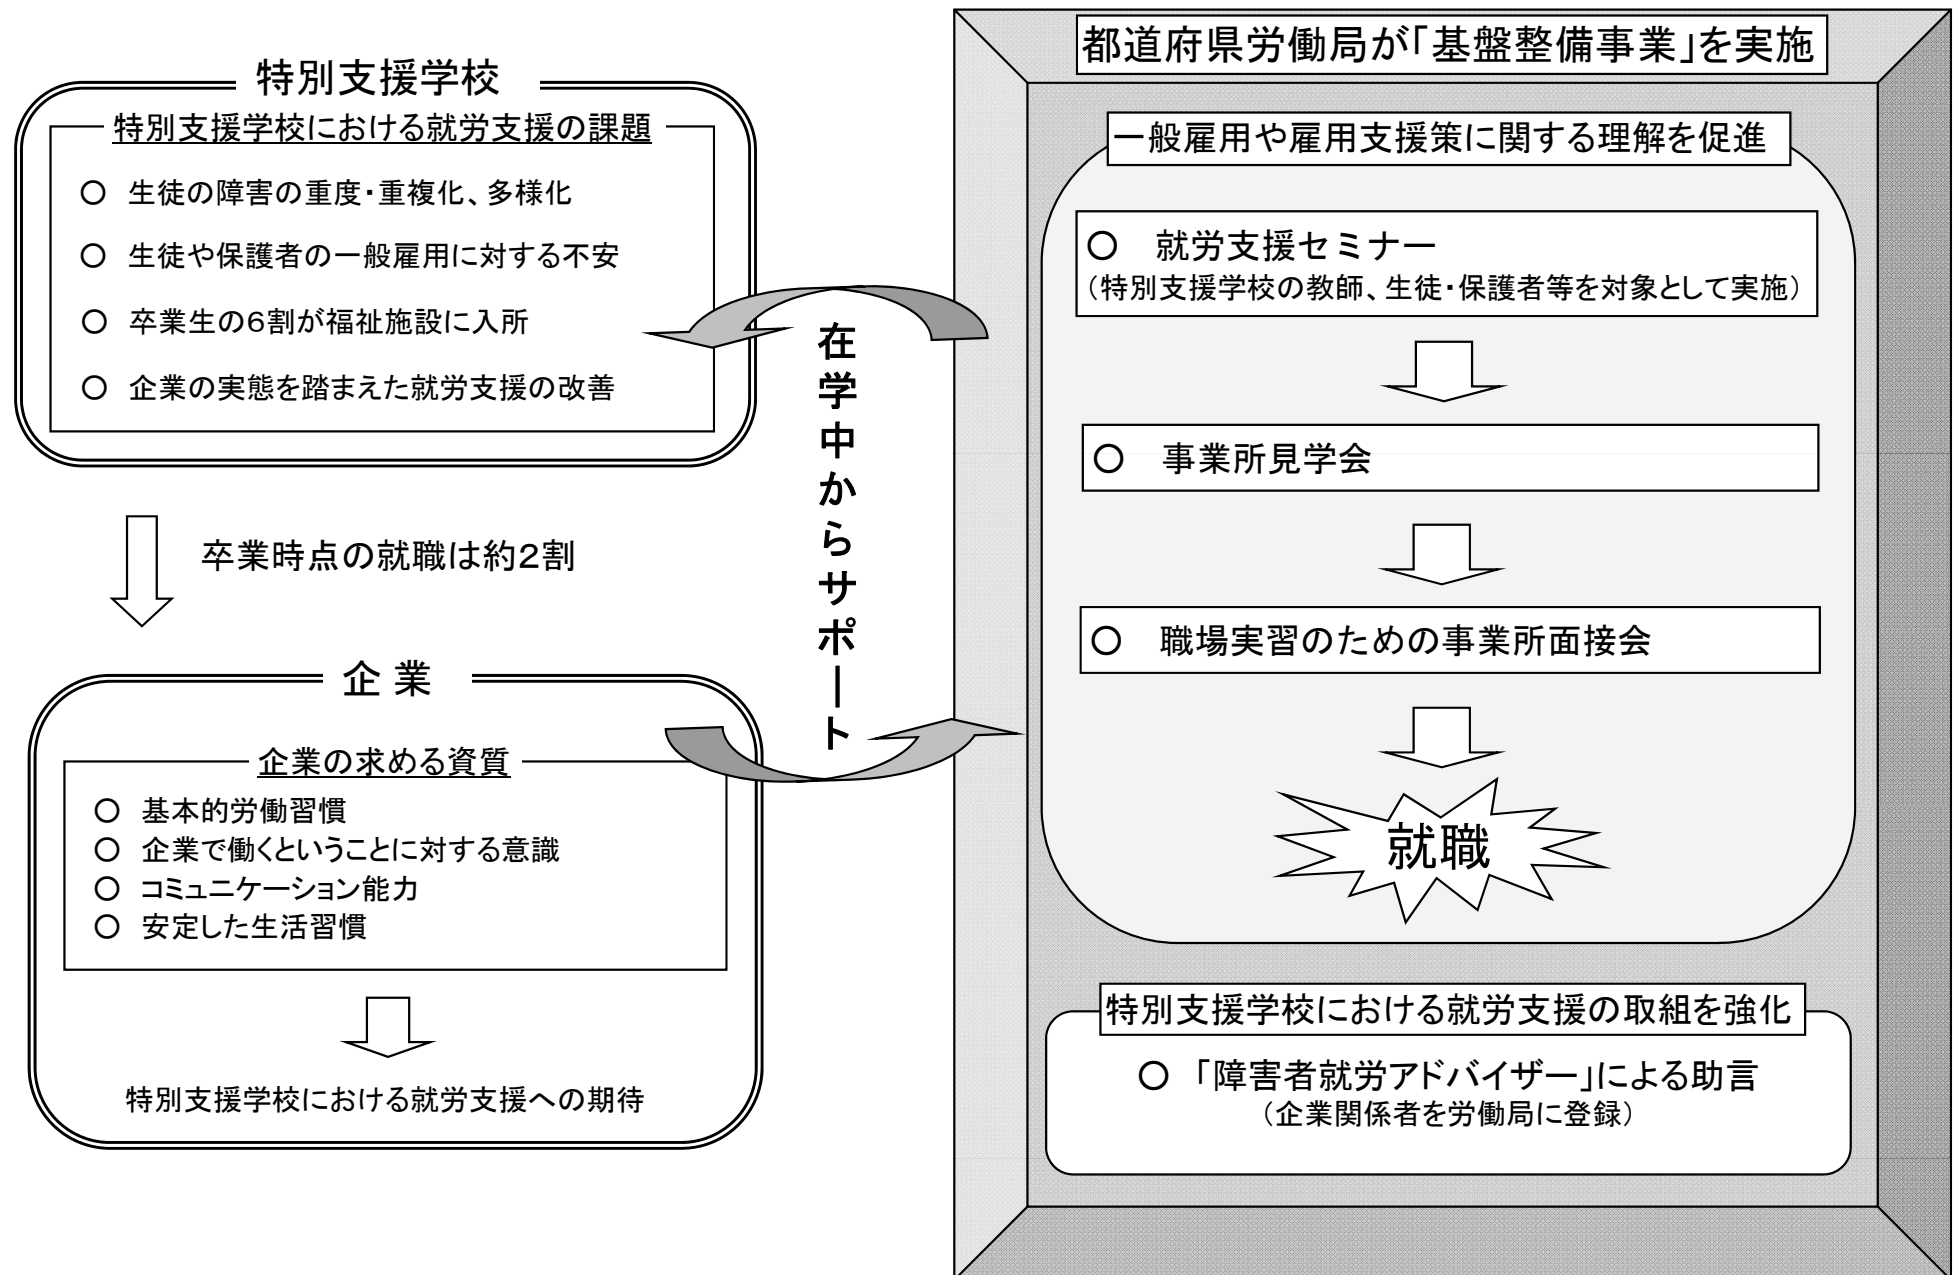 特別支援学校
特別支援学校における就労支援の課題
○ 生徒の障害の重度・重複化、多様化
○ 生徒や保護者の一般雇用に対する不安
○ 卒業生の6割が福祉施設に入所
○ 企業の実態を踏まえた就労支援の改善
卒業時点の就職は約2割
企業
企業の求める資質
○ 基本的労働習慣
○ 企業で働くということに対する意識
○ コミュニケーション能力
○ 安定した生活習慣
特別支援学校における就労支援への期待
在学中からサポート
都道府県労働局が「基盤整備事業」を実施
一般雇用や雇用支援策に関する理解を促進
○ 就労支援セミナー
(特別支援学校の教師、生徒・保護者等を対象として実施)
○ 事業所見学会
○ 職場実習のための事業所面接会
就職
特別支援学校における就労支援の取組を強化
○ 「障害者就労アドバイザー」による助言
(企業関係者を労働局に登録)